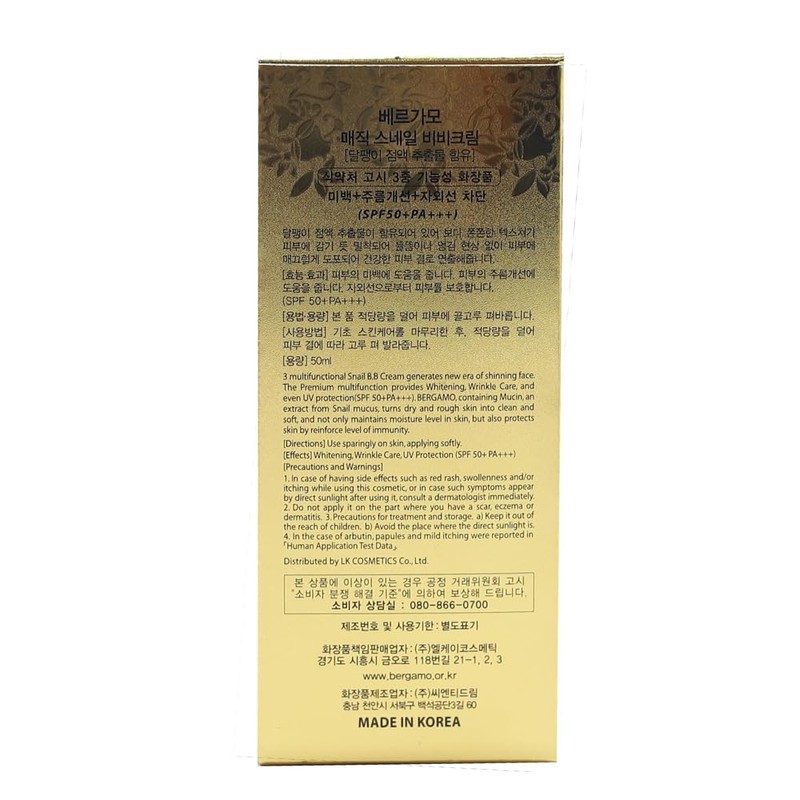 베르가모
매직 스네일 비비크림
[달팽이 점액 추출물 함유]
식약처 고시 3중 기능성 화장품
미백+주름개선+자외선 차단
(SPF50+PA+++)
달팽이 점액 추출물이 함유되어 있어 보다 쫀쫀한 텍스처가
피부에 감기 듯 밀착되어 들뜸이나 엉김 현상 없이 피부에
매끄럽게 도포되어 건강한 피부 결로 연출해줍니다.
[효능·효과] 피부의 미백에 도움을 줍니다. 피부의 주름개선에
도움을 줍니다. 자외선으로부터 피부를 보호합니다.
(SPF 50+PA+++)
[용법·용량] 본 품 적당량을 덜어 피부에 골고루 펴바릅니다.
[사용방법] 기초 스킨케어를 마무리한 후, 적당량을 덜어
피부 결에 따라 고루 펴 발라줍니다.
[용량] 50ml
3 multifunctional Snail B.B Cream generates new era of shinning face.
The Premium multifunction provides Whitening, Wrinkle Care, and
even UV protection(SPF 50+PA+++). BERGAMO, containing Mucin, an
extract from Snail mucus, turns dry and rough skin into clean and
soft, and not only maintains moisture level in skin, but also protects
skin by reinforce level of immunity.
[Directions] Use sparingly on skin, applying softly.
[Effects] Whitening, Wrinkle Care, UV Protection (SPF 50+ PA+++)
[Precautions and Warnings]
1. In case of having side effects such as red rash, swollenness and/or
itching while using this cosmetic, or in case such symptoms appear
by direct sunlight after using it, consult a dermatologist immediately.
2. Do not apply it on the part where you have a scar, eczema or
dermatitis. 3. Precautions for treatment and storage. a) Keep it out of
the reach of children. b) Avoid the place where the direct sunlight is.
4. In the case of arbutin, papules and mild itching were reported in
「Human Application Test Data」
Distributed by LK COSMETICS Co., Ltd.
본 상품에 이상이 있는 경우 공정 거래위원회 고시
"소비자 분쟁 해결 기준"에 의하여 보상해 드립니다.
소비자 상담실 : 080-866-0700
제조번호 및 사용기한 : 별도표기
화장품책임판매업자 : (주)엘케이코스메틱
경기도 시흥시 금오로 118번길 21-1, 2, 3
www.bergamo.or.kr
화장품제조업자 : (주)씨엔티드림
충남 천안시 서북구 백석공단3길 60
MADE IN KOREA